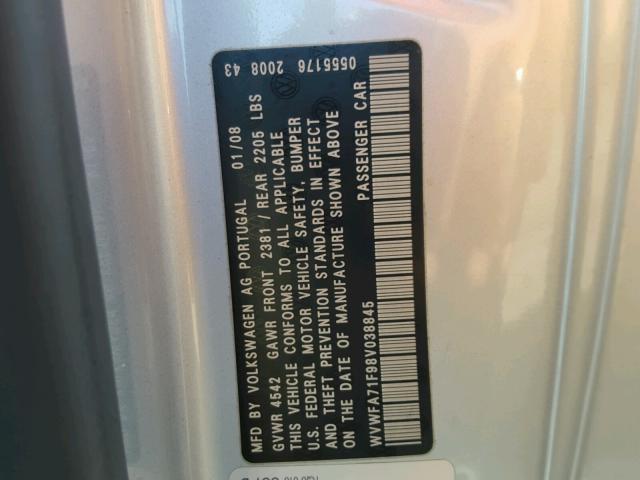 MFD BY VOLKSWAGEN AG PORTUGAL 01/08 2008 43 0555176
GVWR 4542 GAWR FRONT 2381/ REAR 2205 LBS
THIS VEHICLE CONFORMS TO ALL APPLICABLE
U.S. FEDERAL MOTOR VEHICLE SAFETY, BUMPER
AND THEFT PREVENTION STANDARDS IN EFFECT
ON THE DATE OF MANUFACTURE SHOWN ABOVE
PASSENGER CAR
WVWFA71F98V038845